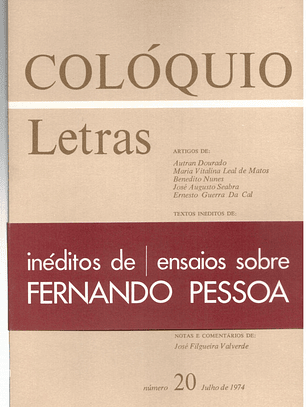 COLÓQUIO
Letras
ARTIGOS DE:
Autran Dourado
Maria Vitalina Leal de Matos
Benedito Nunes
José Augusto Seabra
Ernesto Guerra Da Cal
TEXTOS INÉDITOS DE:
inéditos de | ensaios sobre
FERNANDO PESSOA
NOTAS E COMENTÁRIOS DE:
José Filgueira Valverde
número 20 Julho de 1974